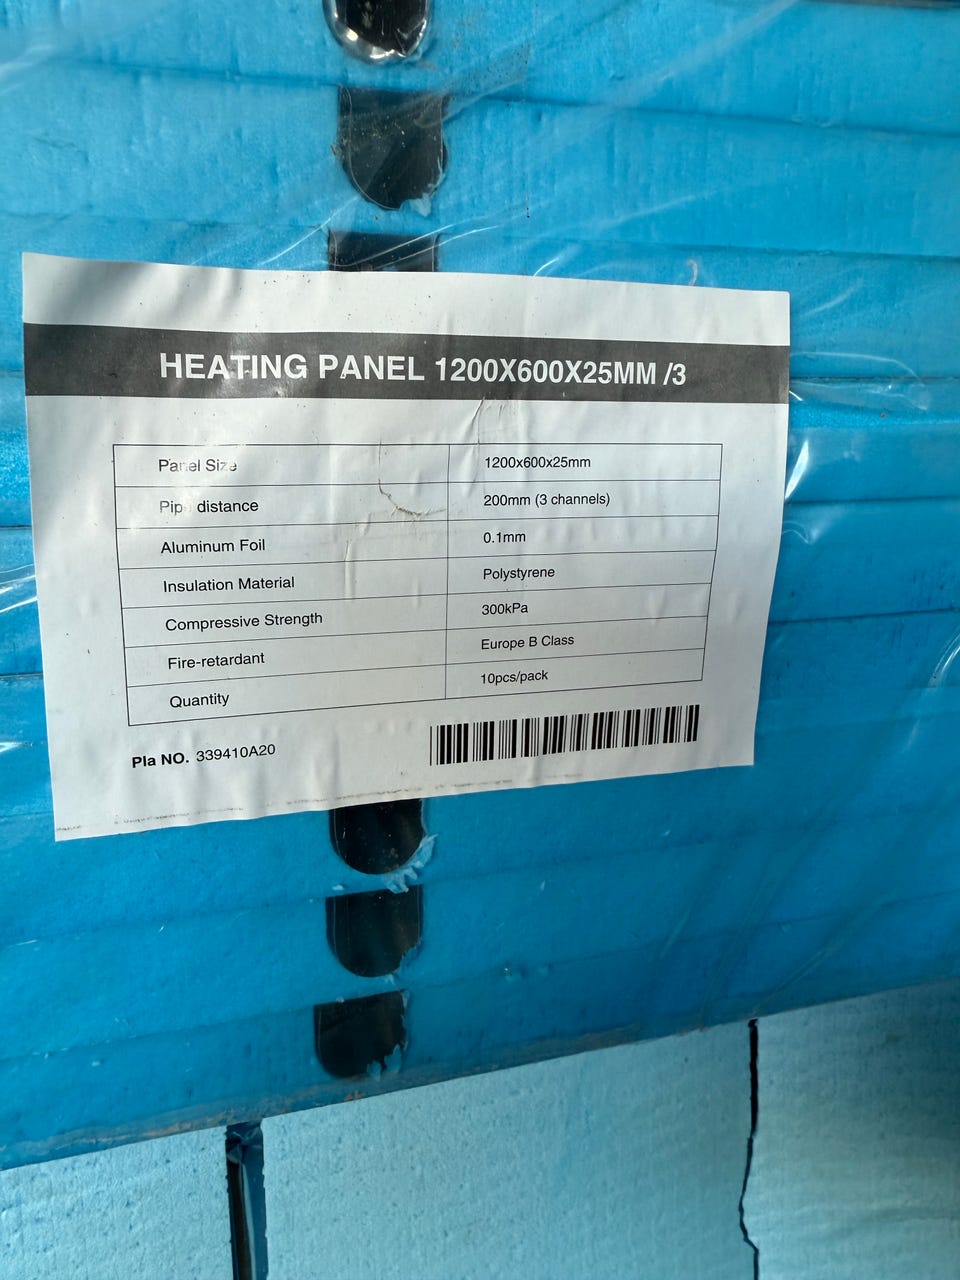 HEATING PANEL 1200X600X25MM /3
Panel Size 1200x600x25mm
Pipe distance 200mm (3 channels)
Aluminum Foil 0.1mm
Insulation Material Polystyrene
Compressive Strength 300kPa
Fire-retardant Europe B Class
Quantity 10pcs/pack
Pla NO. 339410A20